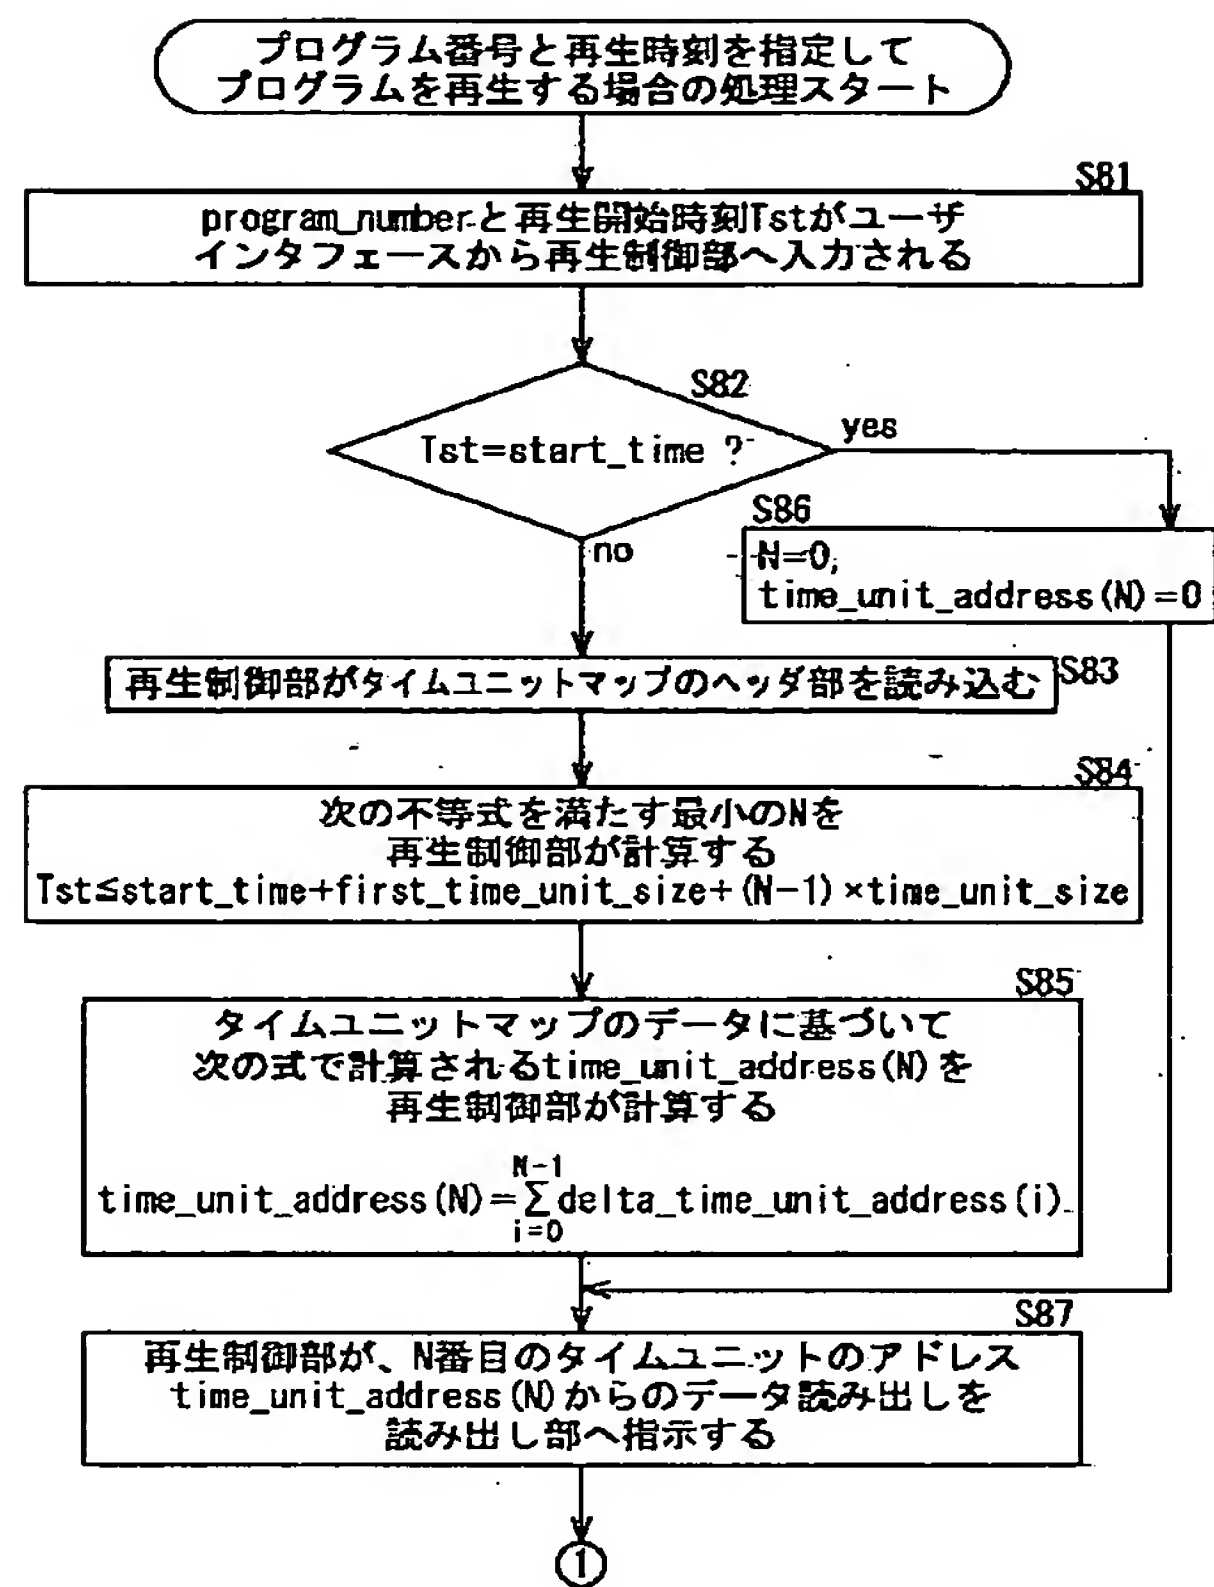 プログラム番号と再生時刻を指定して
プログラムを再生する場合の処理スタート
S81
program_numberと再生開始時刻Tstがユーザ
インタフェースから再生制御部へ入力される
S82
Tst=start_time ?
yes
no
S86
N=0,
time_unit_address(N)=0
再生制御部がタイムユニットマップのヘッダ部を読み込む
S83
S84
次の不等式を満たす最小のNを
再生制御部が計算する
Tst≦start_time+first_time_unit_size+(N-1)×time_unit_size
S85
タイムユニットマップのデータに基づいて
次の式で計算されるtime_unit_address(N)を
再生制御部が計算する
N-1
time_unit_address(N)=Σdelta_time_unit_address(i)
i=0
S87
再生制御部が、N番目のタイムユニットのアドレス
time_unit_address(N)からのデータ読み出しを
読み出し部へ指示する
①